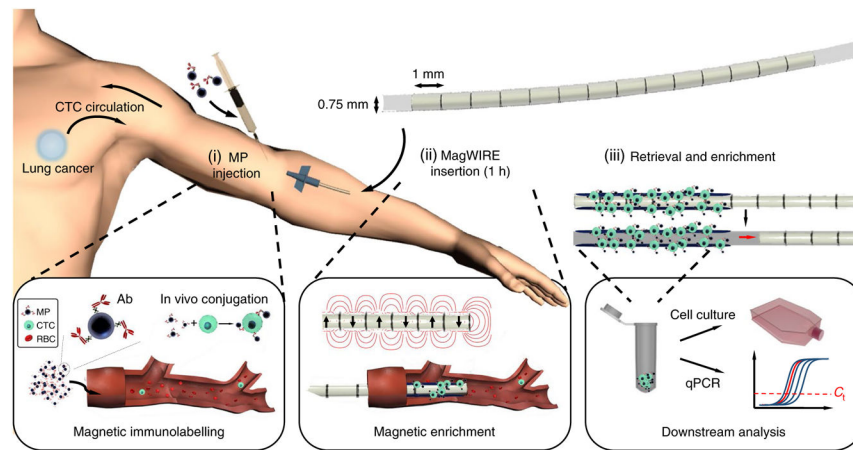 1 mm
0.75 mm
CTC circulation
Lung cancer
(i) MP
injection
(ii) MagWIRE
insertion (1 h)
(iii) Retrieval and enrichment
MP
CTC
RBC
Ab
In vivo conjugation
Magnetic immunolabelling
Magnetic enrichment
Cell culture
qPCR
Ct
Downstream analysis